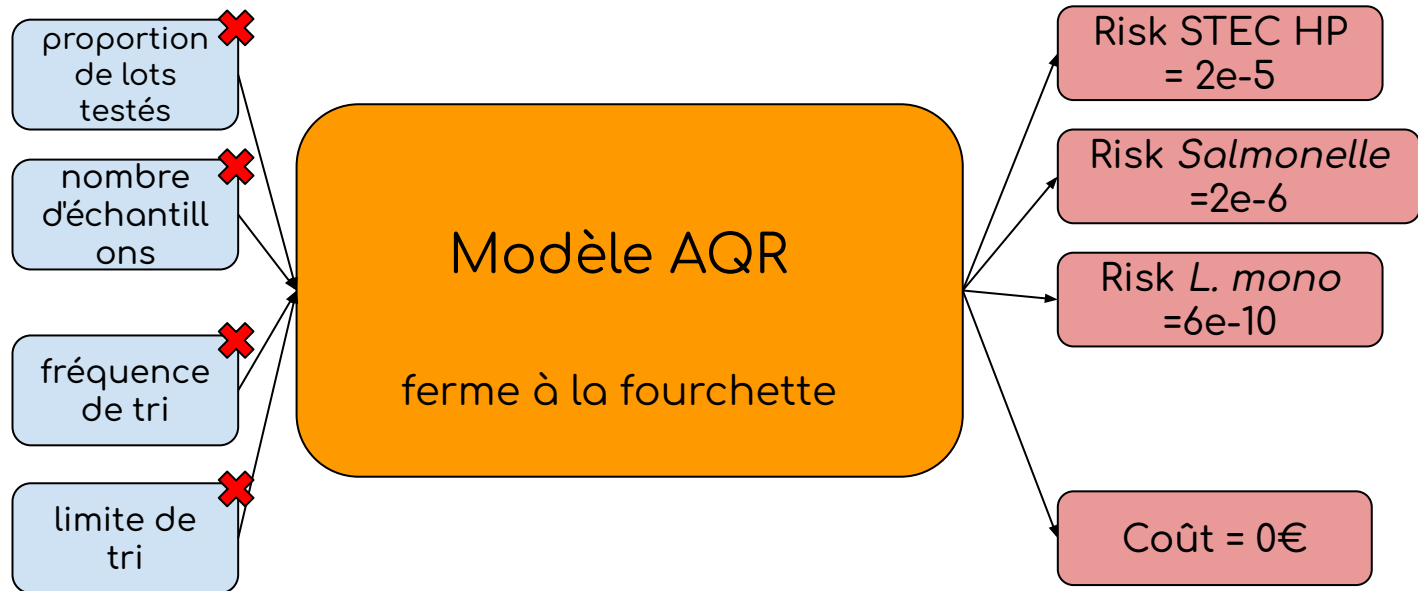 proportion
de lots
testés
nombre
d'échantill
ons
fréquence
de tri
limite de
tri
Modèle AQR
ferme à la fourchette
Risk STEC HP
= 2e-5
Risk Salmonelle
=2e-6
Risk L. mono
=6e-10
Coût = 0€